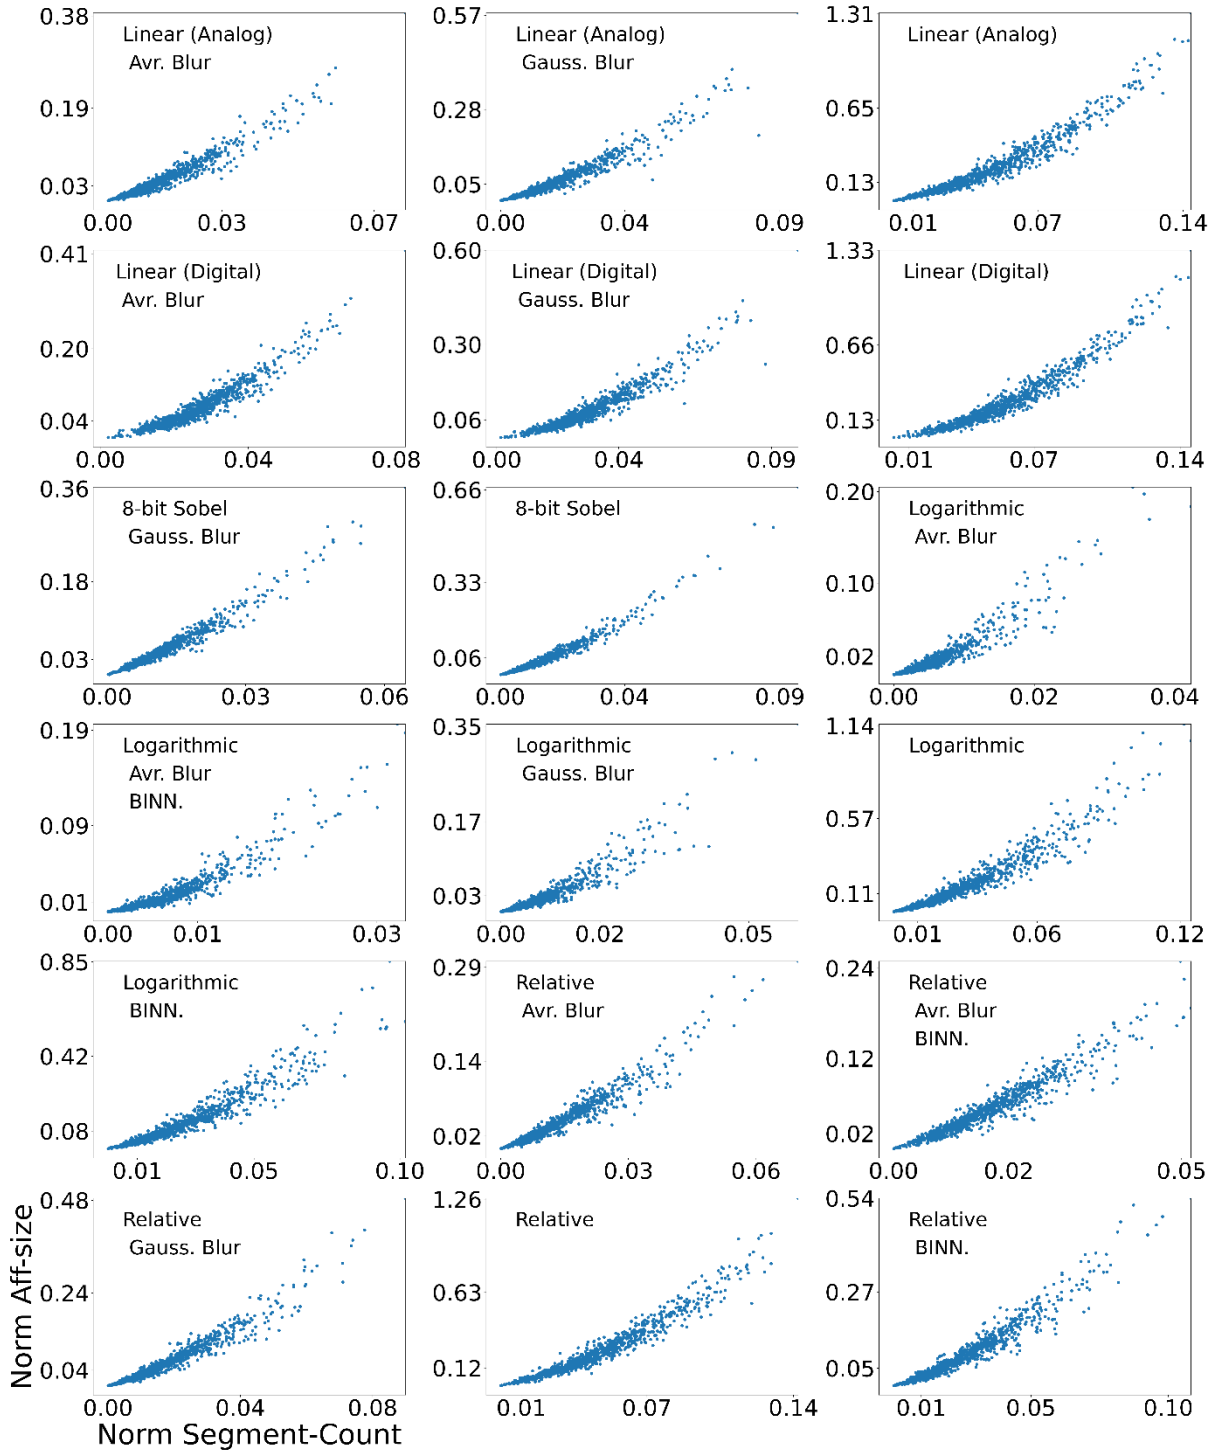 0.38
0.19
0.03
Linear (Analog)
Avr. Blur
0.00 0.03 0.07
0.57
0.28
0.05
Linear (Analog)
Gauss. Blur
0.00 0.04 0.09
1.31
0.65
0.13
Linear (Analog)
0.01 0.07 0.14
0.41
0.20
0.04
Linear (Digital)
Avr. Blur
0.00 0.04 0.08
0.60
0.30
0.06
Linear (Digital)
Gauss. Blur
0.00 0.04 0.09
1.33
0.66
0.13
Linear (Digital)
0.01 0.07 0.14
0.36
0.18
0.03
8-bit Sobel
Gauss. Blur
0.00 0.03 0.06
0.66
0.33
0.06
8-bit Sobel
0.00 0.04 0.09
0.20
0.10
0.02
Logarithmic
Avr. Blur
0.00 0.02 0.04
0.19
0.09
0.01
Logarithmic
Avr. Blur
BINN.
0.00 0.01 0.03
0.35
0.17
0.03
Logarithmic
Gauss. Blur
0.00 0.02 0.05
1.14
0.57
0.11
Logarithmic
0.01 0.06 0.12
0.85
0.42
0.08
Logarithmic
BINN.
0.01 0.05 0.10
0.29
0.14
0.02
Relative
Avr. Blur
0.00 0.03 0.06
0.24
0.12
0.02
Relative
Avr. Blur
BINN.
0.00 0.02 0.05
0.48
0.24
0.04
Relative
Gauss. Blur
0.00 0.04 0.08
1.26
0.63
0.12
Relative
0.01 0.07 0.14
0.54
0.27
0.05
Relative
BINN.
0.01 0.05 0.10
Norm Aff-size
Norm Segment-Count